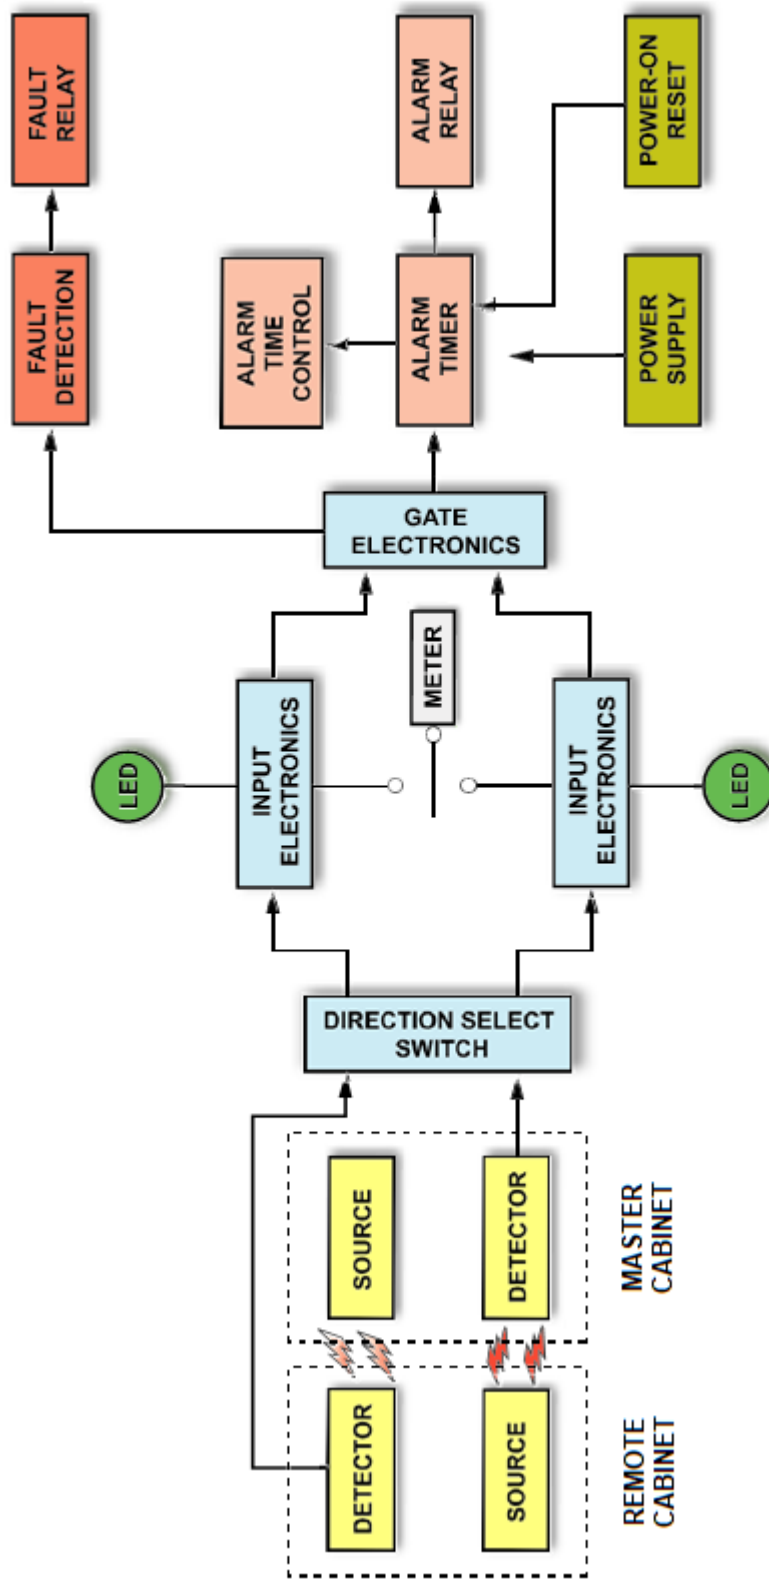 FAULT
RELAY
ALARM
RELAY
POWER-ON
RESET
FAULT
DETECTION
ALARM
TIME
CONTROL
ALARM
TIMER
POWER
SUPPLY
GATE
ELECTRONICS
METER
LED
INPUT
ELECTRONICS
INPUT
ELECTRONICS
LED
DIRECTION SELECT
SWITCH
SOURCE
DETECTOR
MASTER
CABINET
DETECTOR
SOURCE
REMOTE
CABINET